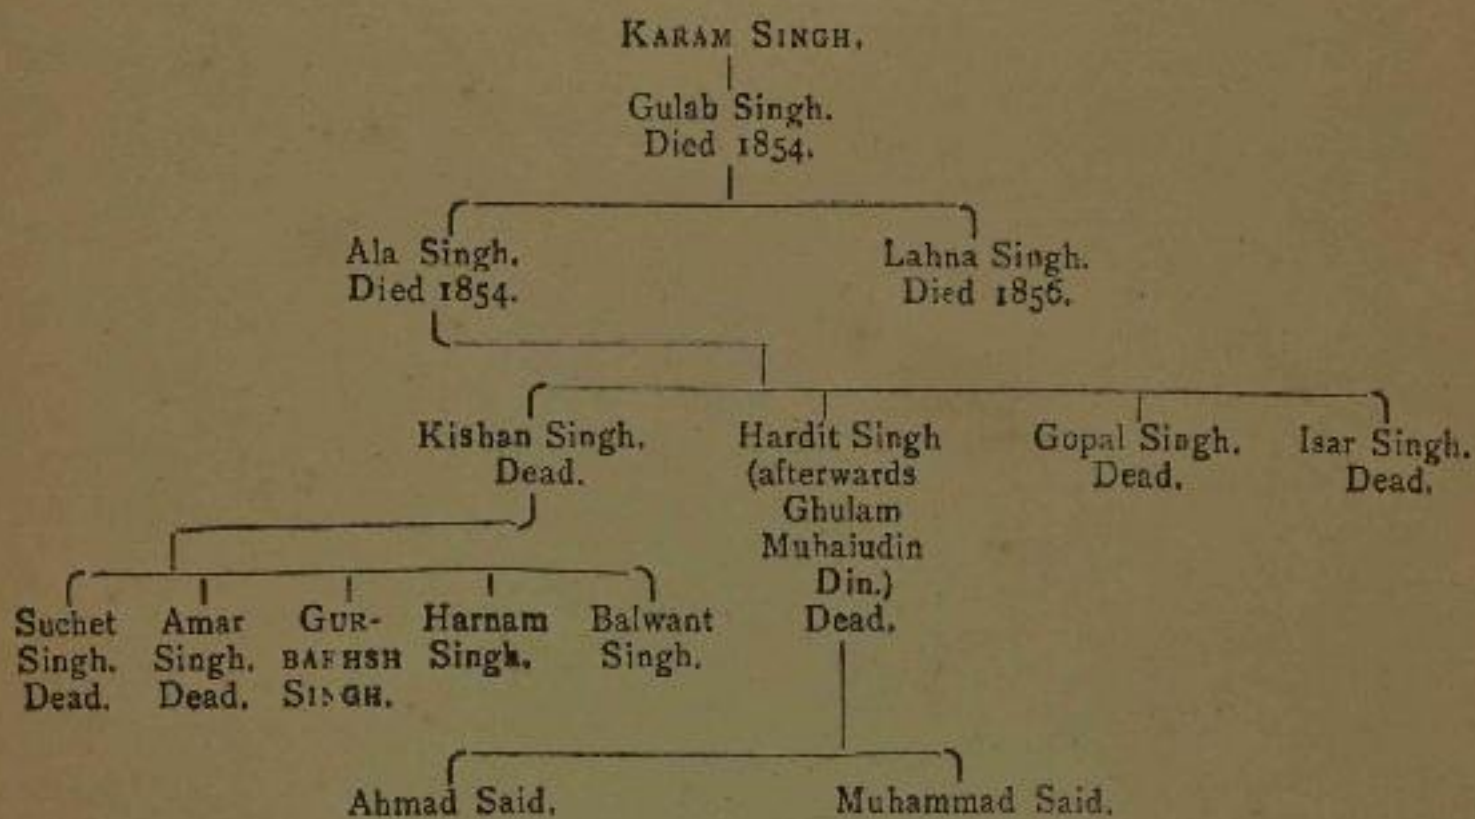 KARAM SINGH.
Gulab Singh.
Died 1854.
Ala Singh.
Died 1854.
Lahna Singh.
Died 1856.
Kishan Singh.
Dead.
Hardit Singh
(afterwards
Ghulam
Muhaiudin
Din.)
Dead.
Gopal Singh.
Dead.
Isar Singh.
Dead.
Suchet
Singh.
Dead.
Amar
Singh.
Dead.
GUR-
BAKHSH
SINGH.
Harnam
Singh.
Balwant
Singh.
Ahmad Said.
Muhammad Said.